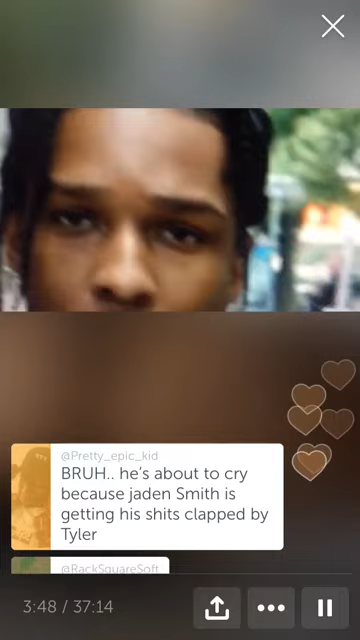 @Pretty_epic_kid
BRUH.. he's about to cry
because jaden Smith is
getting his shits clapped by
Tyler
@RackSquareSoft
3:48 / 37:14